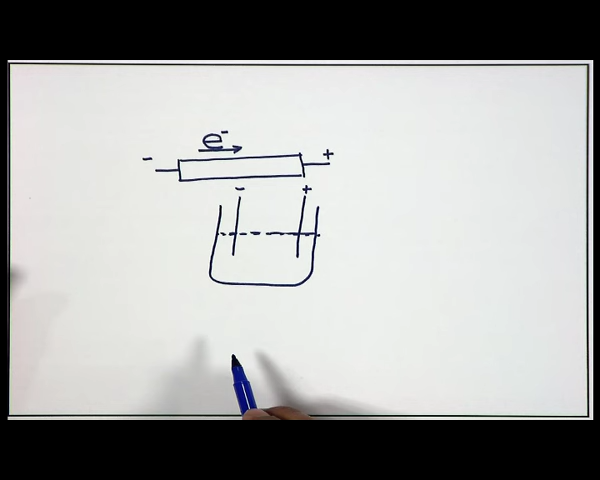 e⁻
- +
- +